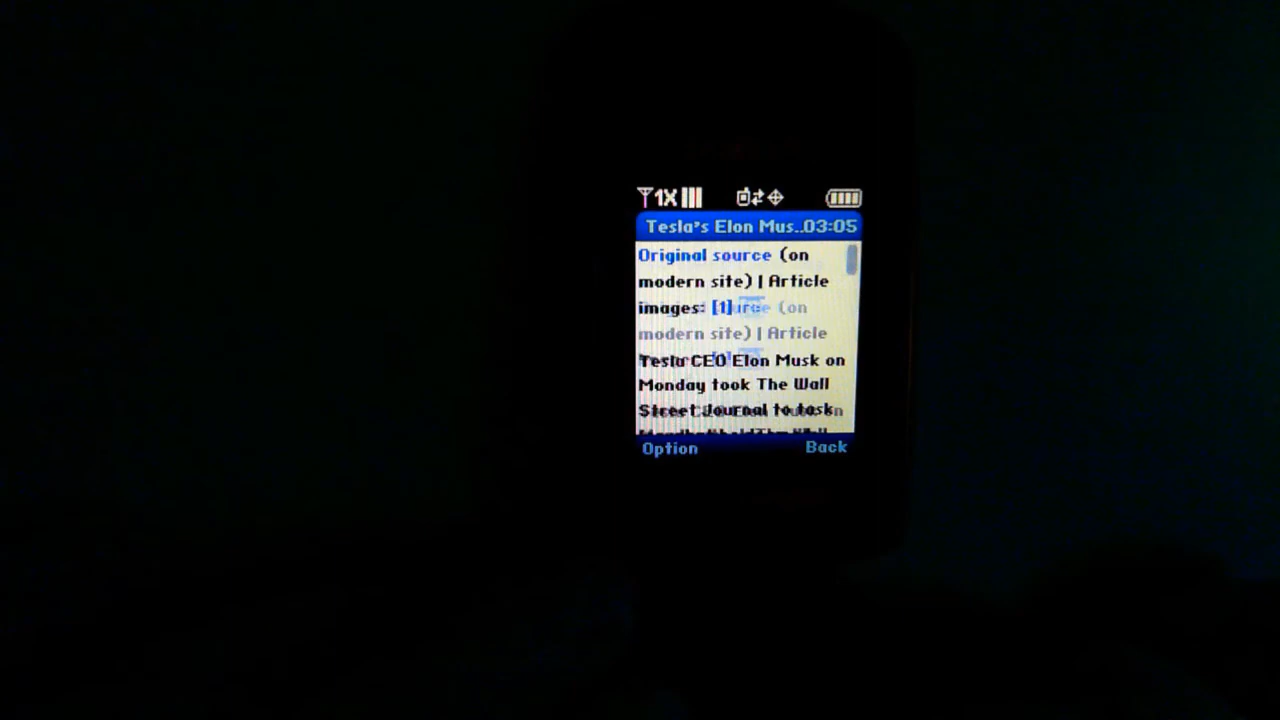 1X
Tesla's Elon Mus..03:05
Original source (on
modern site) | Article
images: [1]
modern site) | Article
Tesla CEO Elon Musk on
Monday took The Wall
Street Journal to task
Option Back